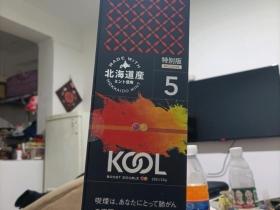 MADE WITH
北海道産
ミント使用
HOKKAIDO MINT
特別版
5
KOOL
BOOST DOUBLE
喫煙は、あなたにとって肺がん